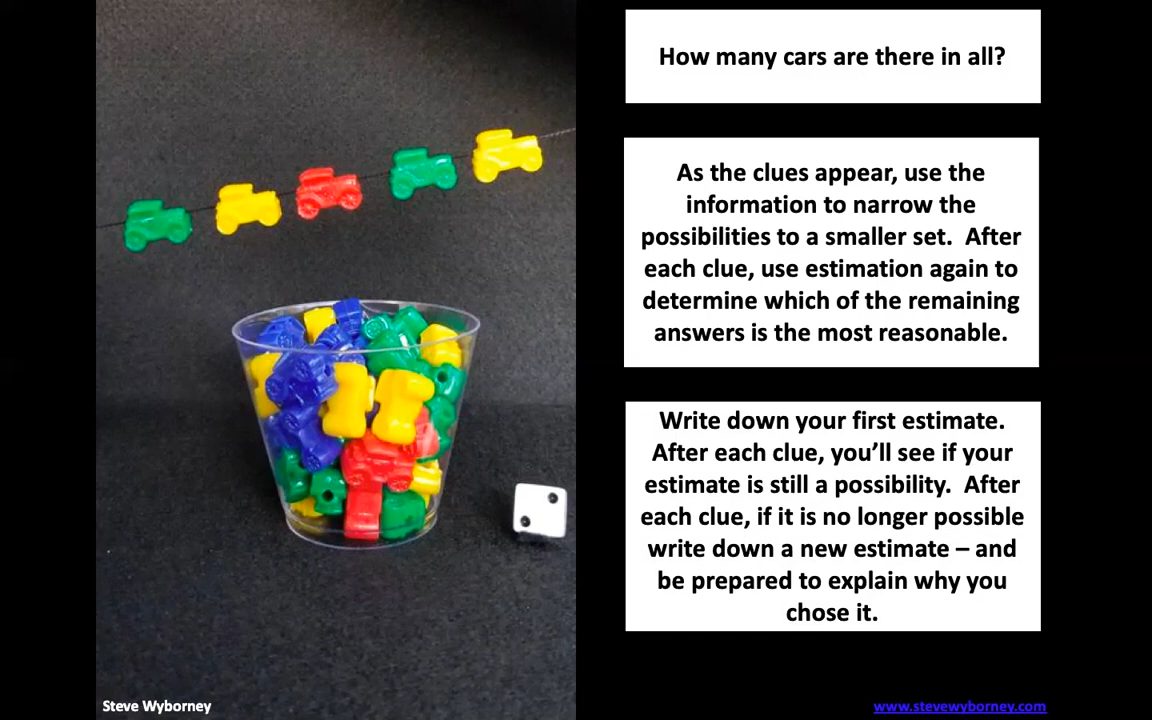 How many cars are there in all?
As the clues appear, use the
information to narrow the
possibilities to a smaller set.  After
each clue, use estimation again to
determine which of the remaining
answers is the most reasonable.
Write down your first estimate.
After each clue, you’ll see if your
estimate is still a possibility.  After
each clue, if it is no longer possible
write down a new estimate – and
be prepared to explain why you
chose it.
Steve Wyborney
www.stevewyborney.com